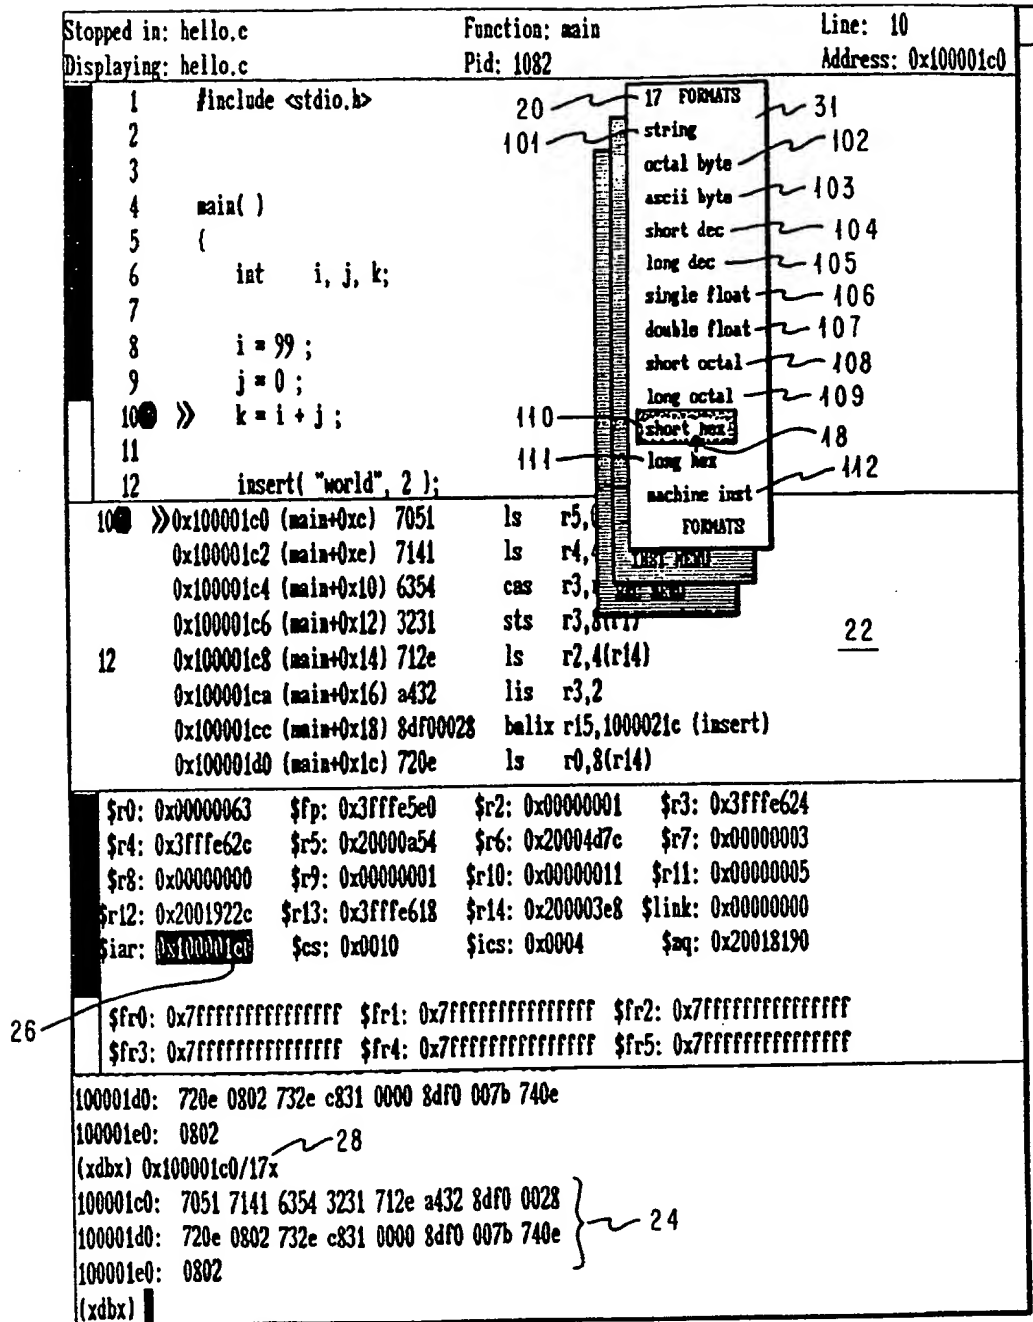 Stopped in: hello.c Function: main Line: 10
Displaying: hello.c Pid: 1082 Address: 0x100001c0
1 #include <stdio.h>
2
3
4 main( )
5 {
6 int i, j, k;
7
8 i = 99 ;
9 j = 0 ;
10 » k = i + j ;
11
12 insert( "world", 2 );
20 17 FORMATS 31
101 string
octal byte 102
ascii byte 103
short dec 104
long dec 105
single float 106
double float 107
short octal 108
long octal 109
110 short hex 18
111 long hex
machine inst 112
FORMATS
INST MENU
MENU
10 »0x100001c0 (main+0xc) 7051 ls r5,
0x100001c2 (main+0xe) 7141 ls r4,
0x100001c4 (main+0x10) 6354 cas r3,
0x100001c6 (main+0x12) 3231 sts r3,8(r1)
22
12 0x100001c8 (main+0x14) 712e ls r2,4(r14)
0x100001ca (main+0x16) a432 lis r3,2
0x100001cc (main+0x18) 8df00028 balix r15,1000021c (insert)
0x100001d0 (main+0x1c) 720e ls r0,8(r14)
$r0: 0x00000063 $fp: 0x3fffe5e0 $r2: 0x00000001 $r3: 0x3fffe624
$r4: 0x3fffe62c $r5: 0x20000a54 $r6: 0x20004d7c $r7: 0x00000003
$r8: 0x00000000 $r9: 0x00000001 $r10: 0x00000011 $r11: 0x00000005
$r12: 0x2001922c $r13: 0x3fffe618 $r14: 0x200003e8 $link: 0x00000000
$iar: 0x100001c0 $cs: 0x0010 $ics: 0x0004 $mq: 0x20018190
26
$fr0: 0x7fffffffffffffff $fr1: 0x7fffffffffffffff $fr2: 0x7fffffffffffffff
$fr3: 0x7fffffffffffffff $fr4: 0x7fffffffffffffff $fr5: 0x7fffffffffffffff
100001d0: 720e 0802 732e c831 0000 8df0 007b 740e
100001e0: 0802
28
(xdbx) 0x100001c0/17x
100001c0: 7051 7141 6354 3231 712e a432 8df0 0028
100001d0: 720e 0802 732e c831 0000 8df0 007b 740e 24
100001e0: 0802
(xdbx)